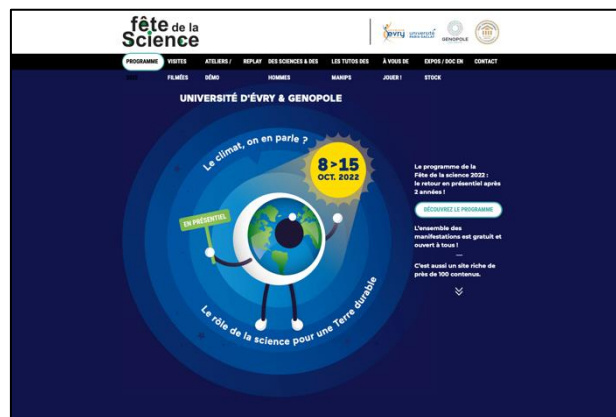 fête de la
Science
évry université
PARIS-SACLAY
GENOPOLE
PROGRAMME VISITES ATELIERS / REPLAY DES SCIENCES & DES LES TUTOS DES À VOUS DE EXPOS / DOC EN CONTACT
FILMÉES DÉMO HOMMES MANIPS JOUER ! STOCK
UNIVERSITÉ D'ÉVRY & GENOPOLE
Le climat, on en parle ?
8>15
OCT. 2022
EN PRÉSENTIEL
Le rôle de la science pour une Terre durable
Le programme de la
Fête de la science 2022 :
le retour en présentiel après
2 années !
DÉCOUVREZ LE PROGRAMME
L'ensemble des
manifestations est gratuit et
ouvert à tous !
C'est aussi un site riche de
près de 100 contenus.